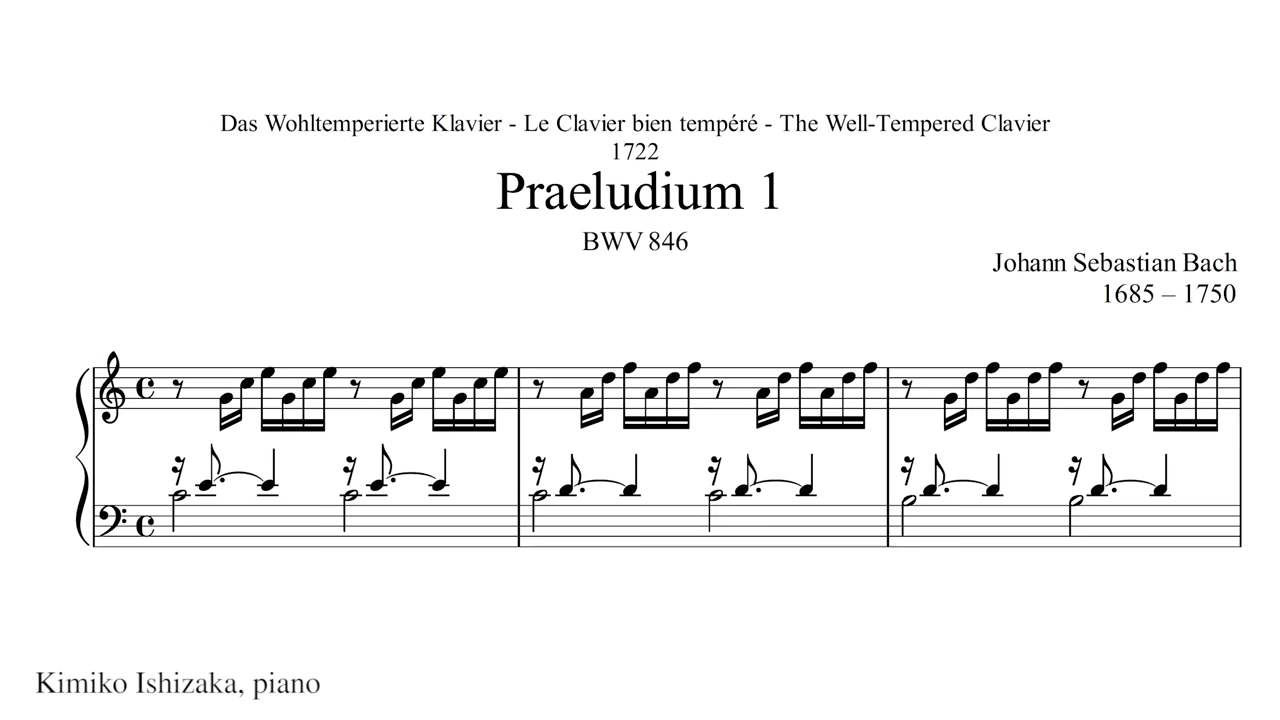 Das Wohltemperierte Klavier - Le Clavier bien tempéré - The Well-Tempered Clavier
1722
Praeludium 1
BWV 846
Johann Sebastian Bach
1685 – 1750
Kimiko Ishizaka, piano